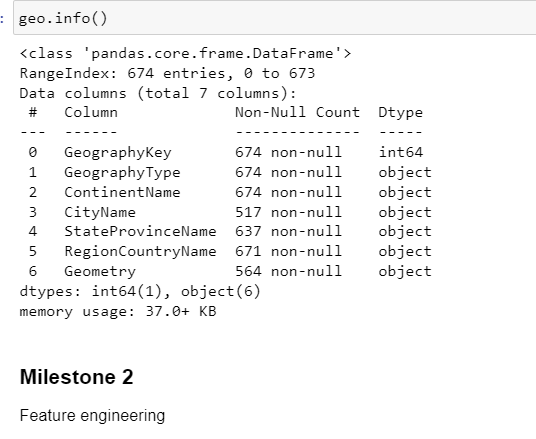 : geo.info()
<class 'pandas.core.frame.DataFrame'>
RangeIndex: 674 entries, 0 to 673
Data columns (total 7 columns):
 #   Column             Non-Null Count  Dtype
---  ------             --------------  -----
 0   GeographyKey       674 non-null    int64
 1   GeographyType      674 non-null    object
 2   ContinentName      674 non-null    object
 3   CityName           517 non-null    object
 4   StateProvinceName  637 non-null    object
 5   RegionCountryName  671 non-null    object
 6   Geometry           564 non-null    object
dtypes: int64(1), object(6)
memory usage: 37.0+ KB
Milestone 2
Feature engineering